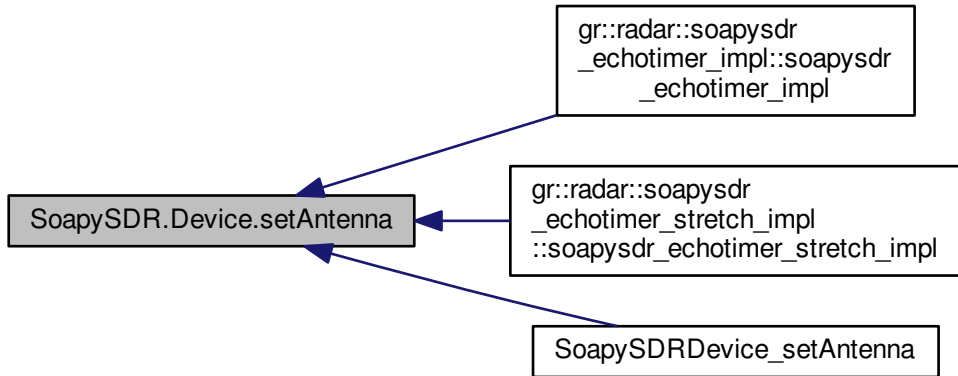 gr::radar::soapysdr
_echotimer_impl::soapysdr
_echotimer_impl
SoapySDR.Device.setAntenna
gr::radar::soapysdr
_echotimer_stretch_impl
::soapysdr_echotimer_stretch_impl
SoapySDRDevice_setAntenna